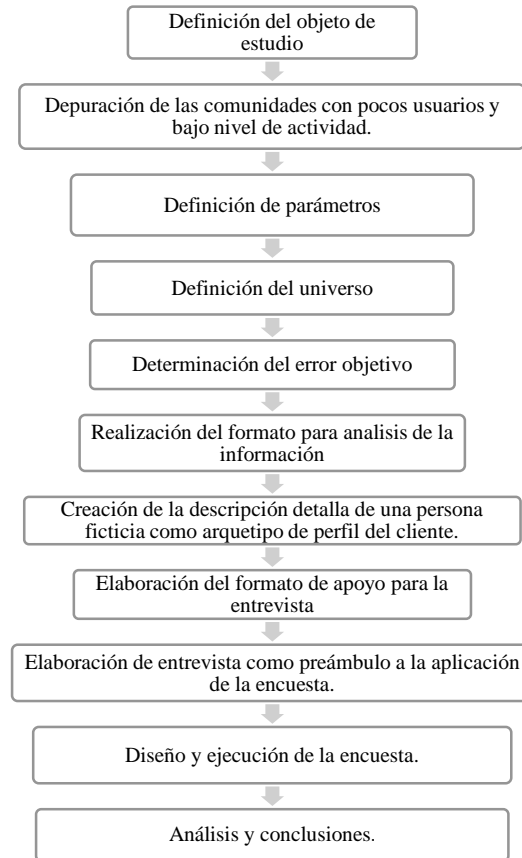 Definición del objeto de
estudio
Depuración de las comunidades con pocos usuarios y
bajo nivel de actividad.
Definición de parámetros
Definición del universo
Determinación del error objetivo
Realización del formato para analisis de la
información
Creación de la descripción detalla de una persona
ficticia como arquetipo de perfil del cliente.
Elaboración del formato de apoyo para la
entrevista
Elaboración de entrevista como preámbulo a la aplicación
de la encuesta.
Diseño y ejecución de la encuesta.
Análisis y conclusiones.